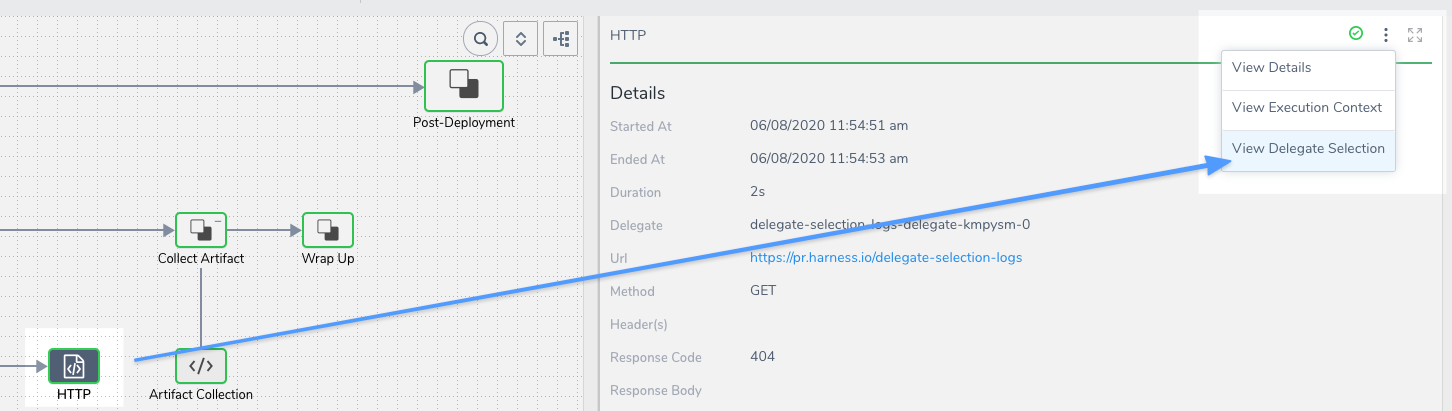 Post-Deployment
Collect Artifact
Wrap Up
HTTP
Artifact Collection
HTTP
View Details
View Execution Context
View Delegate Selection
Details
Started At 06/08/2020 11:54:51 am
Ended At 06/08/2020 11:54:53 am
Duration 2s
Delegate delegate-selection-logs-delegate-kmpysm-0
Url https://pr.harness.io/delegate-selection-logs
Method GET
Header(s)
Response Code 404
Response Body